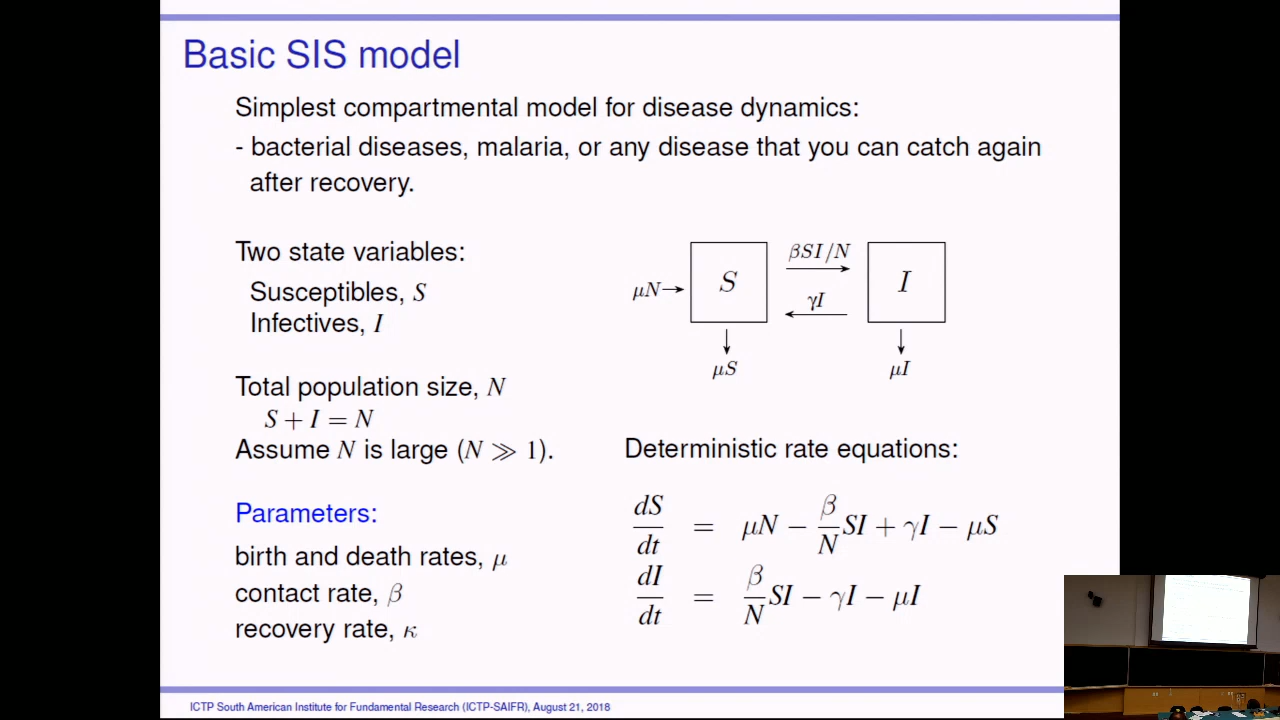 Basic SIS model
Simplest compartmental model for disease dynamics:
- bacterial diseases, malaria, or any disease that you can catch again
after recovery.
Two state variables:
Susceptibles, S
Infectives, I
Total population size, N
S + I = N
Assume N is large (N ≫ 1).
Parameters:
birth and death rates, μ
contact rate, β
recovery rate, κ
βSI/N
μN→ S I
γI
μS μI
Deterministic rate equations:
dS/dt = μN − β/N SI + γI − μS
dI/dt = β/N SI − γI − μI
ICTP South American Institute for Fundamental Research (ICTP-SAIFR), August 21, 2018